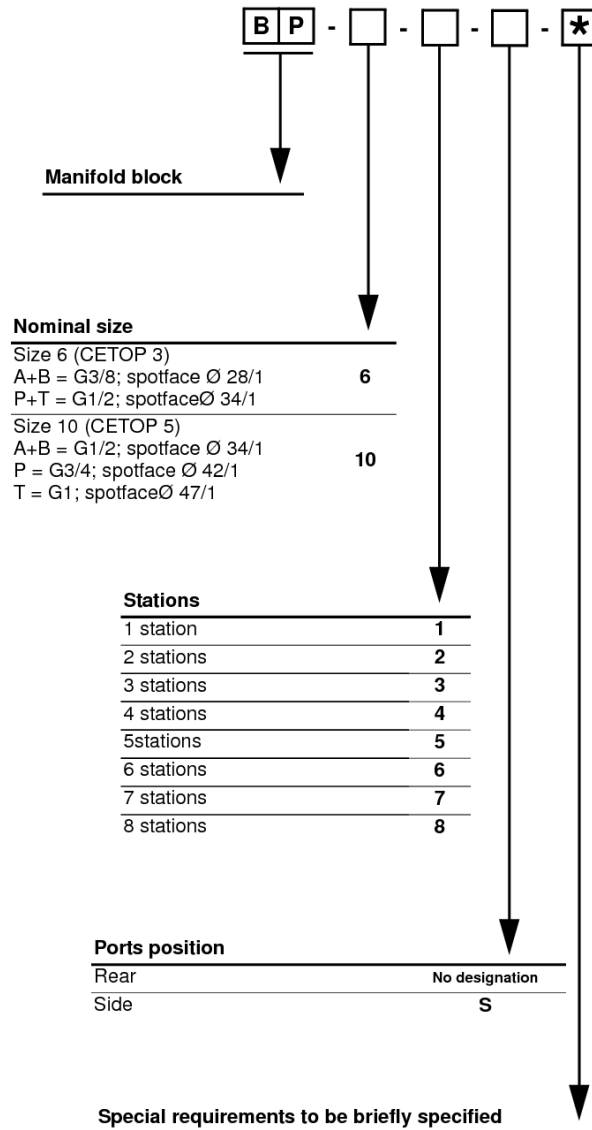 B P - - - - *
Manifold block
Nominal size
Size 6 (CETOP 3)
A+B = G3/8; spotface Ø 28/1 6
P+T = G1/2; spotfaceØ 34/1
Size 10 (CETOP 5)
A+B = G1/2; spotface Ø 34/1
P = G3/4; spotface Ø 42/1 10
T = G1; spotfaceØ 47/1
Stations
1 station 1
2 stations 2
3 stations 3
4 stations 4
5stations 5
6 stations 6
7 stations 7
8 stations 8
Ports position
Rear No designation
Side S
Special requirements to be briefly specified